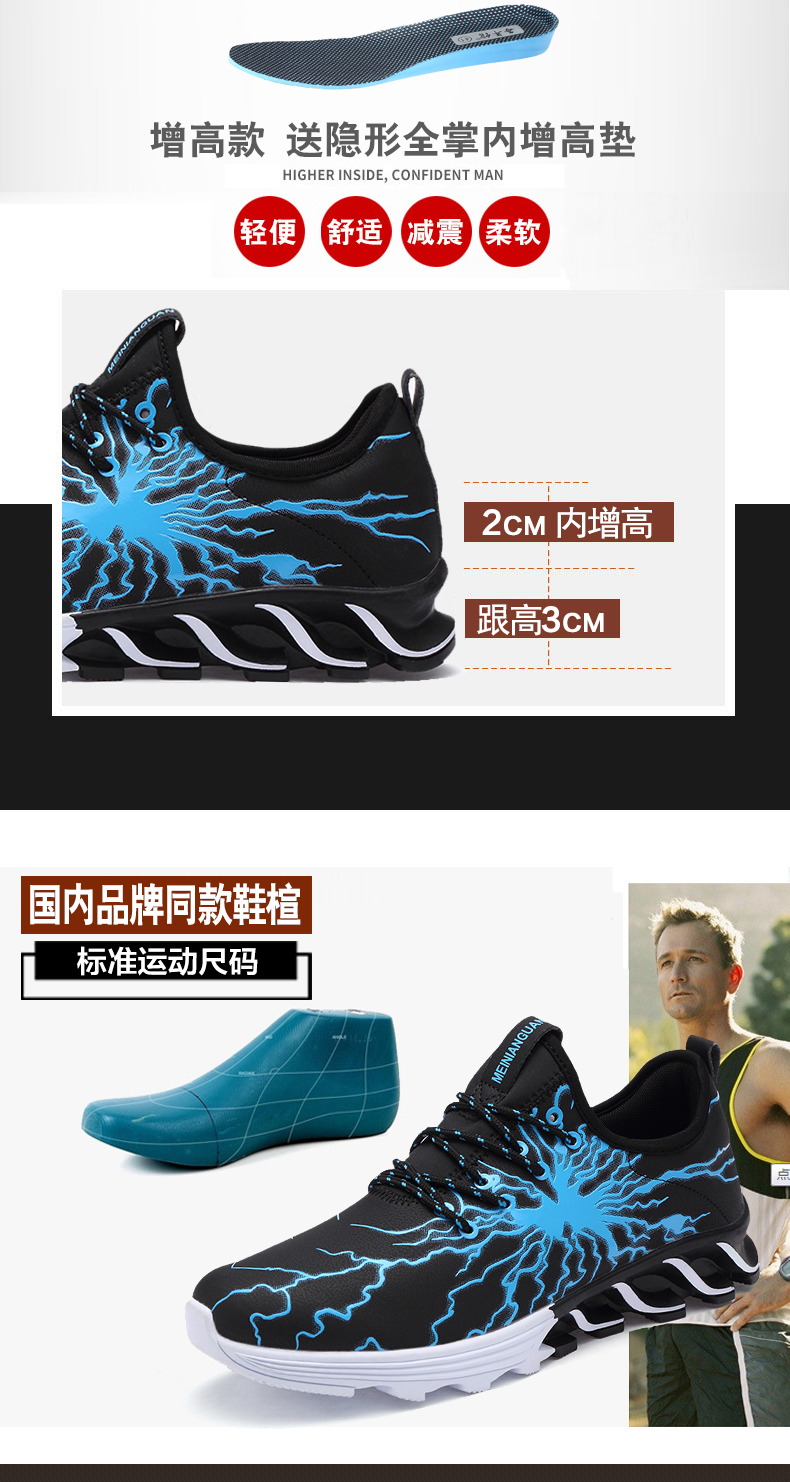 增高款 送隐形全掌内增高垫
HIGHER INSIDE, CONFIDENT MAN
轻便 舒适 减震 柔软
MEINIANGUAN
2CM 内增高
跟高3CM
国内品牌同款鞋楦
标准运动尺码
MEINIANGUAN